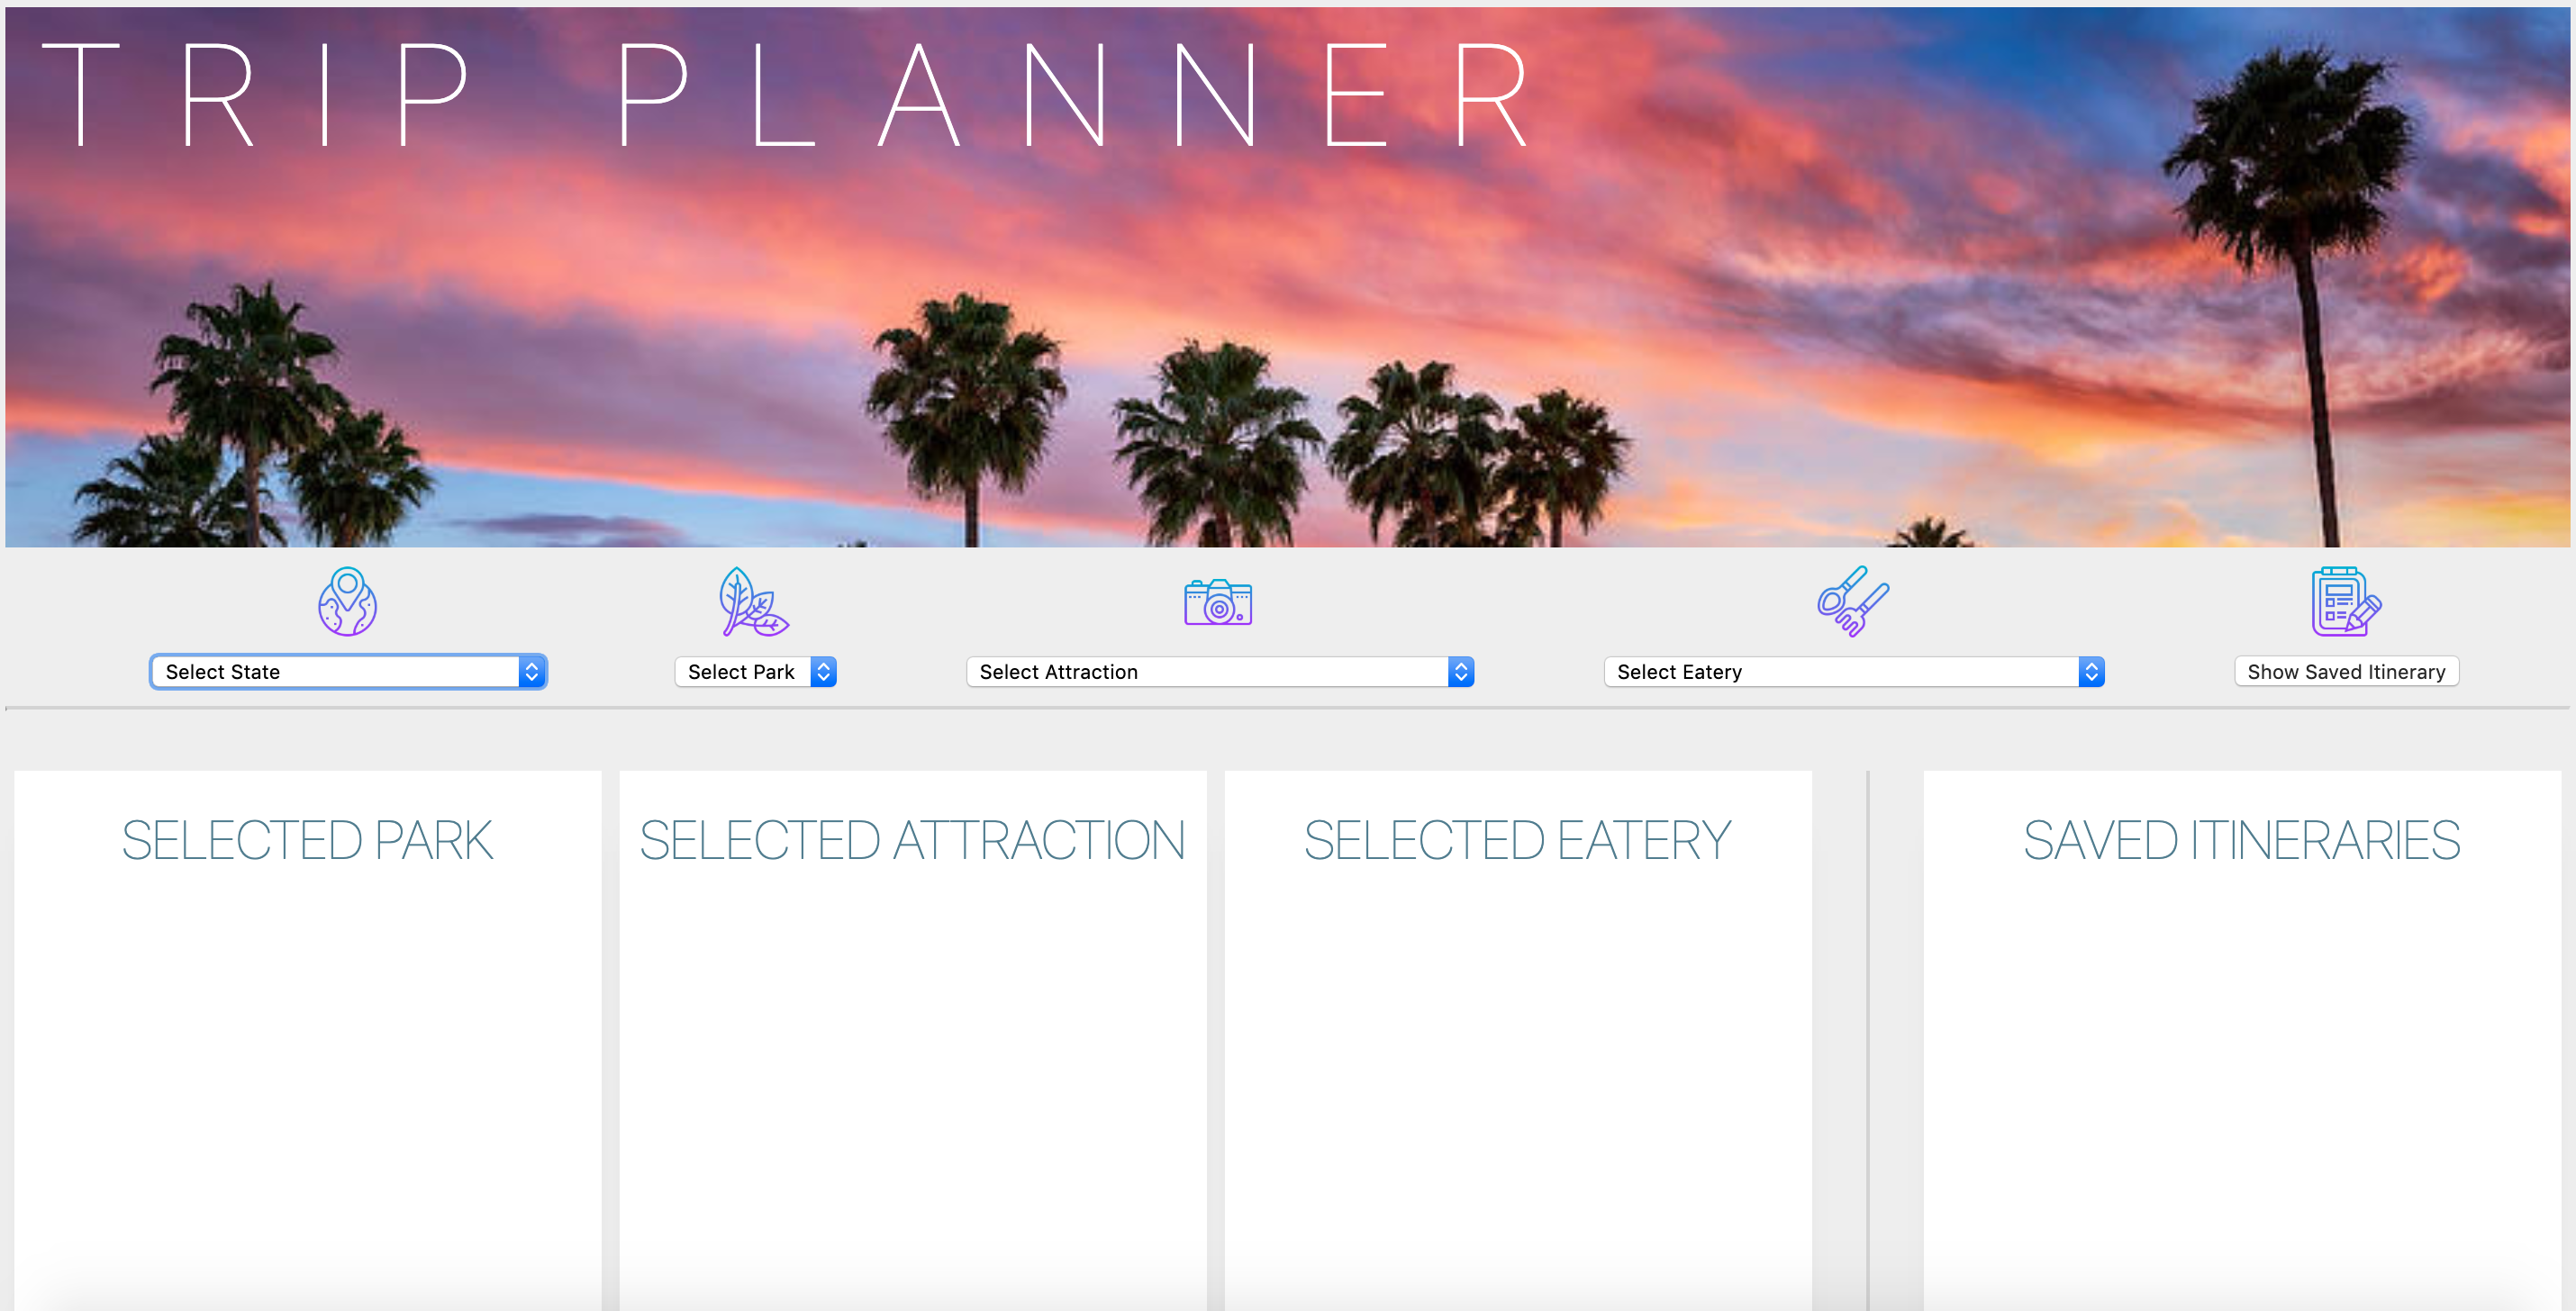 TRIP PLANNER
Select State
Select Park
Select Attraction
Select Eatery
Show Saved Itinerary
SELECTED PARK
SELECTED ATTRACTION
SELECTED EATERY
SAVED ITINERARIES